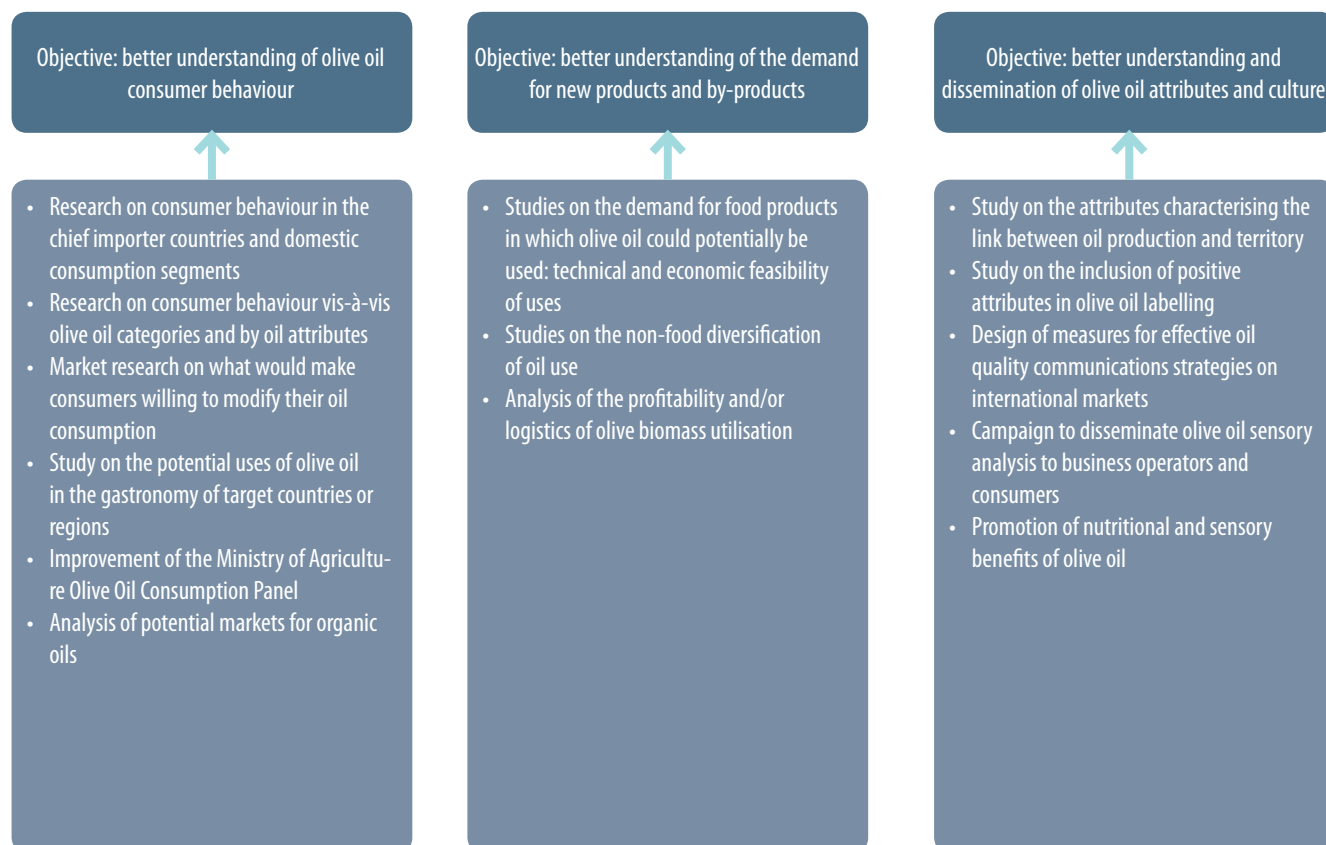 Objective: better understanding of olive oil
consumer behaviour
• Research on consumer behaviour in the
chief importer countries and domestic
consumption segments
• Research on consumer behaviour vis-à-vis
olive oil categories and by oil attributes
• Market research on what would make
consumers willing to modify their oil
consumption
• Study on the potential uses of olive oil
in the gastronomy of target countries or
regions
• Improvement of the Ministry of Agricultu-
re Olive Oil Consumption Panel
• Analysis of potential markets for organic
oils
Objective: better understanding of the demand
for new products and by-products
• Studies on the demand for food products
in which olive oil could potentially be
used: technical and economic feasibility
of uses
• Studies on the non-food diversification
of oil use
• Analysis of the profitability and/or
logistics of olive biomass utilisation
Objective: better understanding and
dissemination of olive oil attributes and culture
• Study on the attributes characterising the
link between oil production and territory
• Study on the inclusion of positive
attributes in olive oil labelling
• Design of measures for effective oil
quality communications strategies on
international markets
• Campaign to disseminate olive oil sensory
analysis to business operators and
consumers
• Promotion of nutritional and sensory
benefits of olive oil